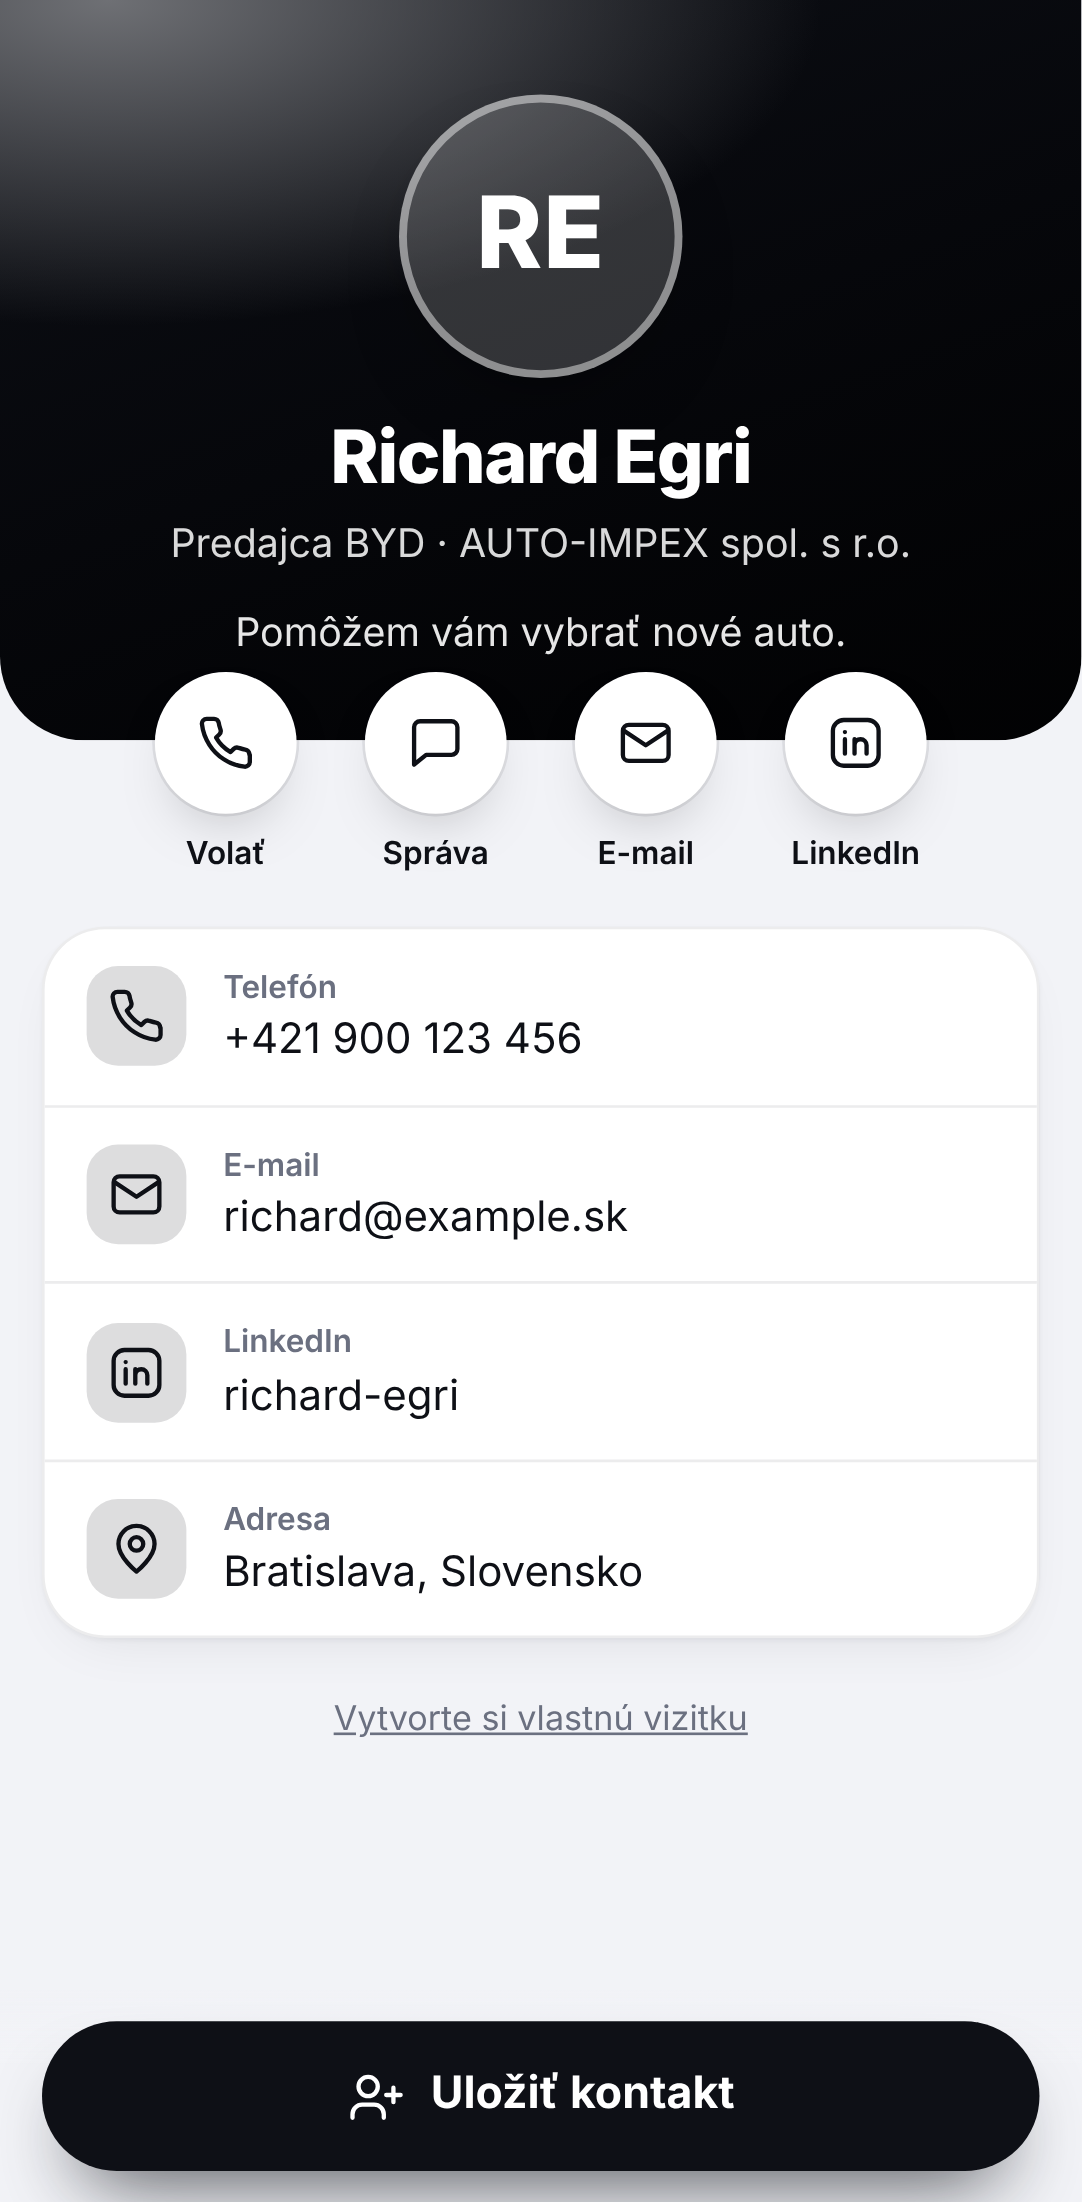 RE
Richard Egri
Predajca BYD · AUTO-IMPEX spol. s r.o.
Pomôžem vám vybrať nové auto.
Volať
Správa
E-mail
LinkedIn
Telefón
+421 900 123 456
E-mail
richard@example.sk
LinkedIn
richard-egri
Adresa
Bratislava, Slovensko
Vytvorte si vlastnú vizitku
Uložiť kontakt